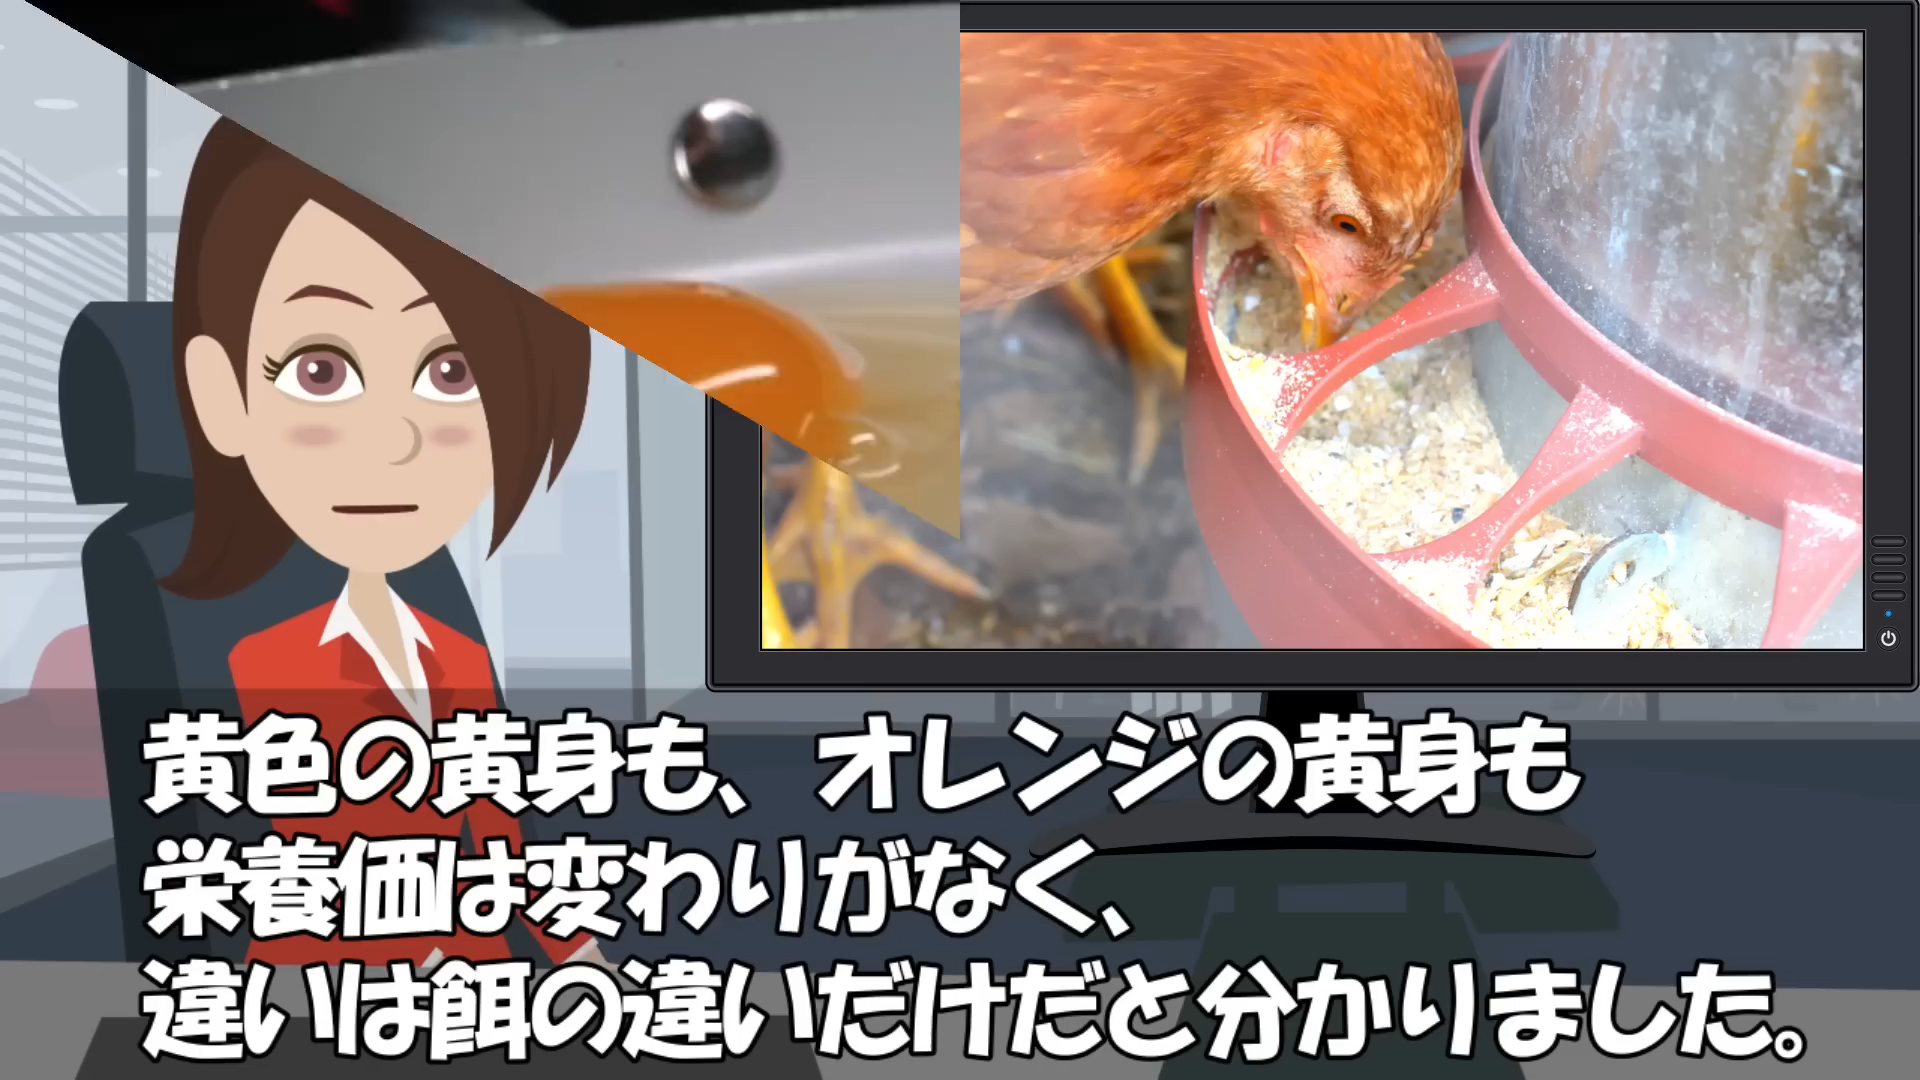 黄色の黄身も、オレンジの黄身も
栄養価は変わりがなく、
違いは餌の違いだけだと分かりました。